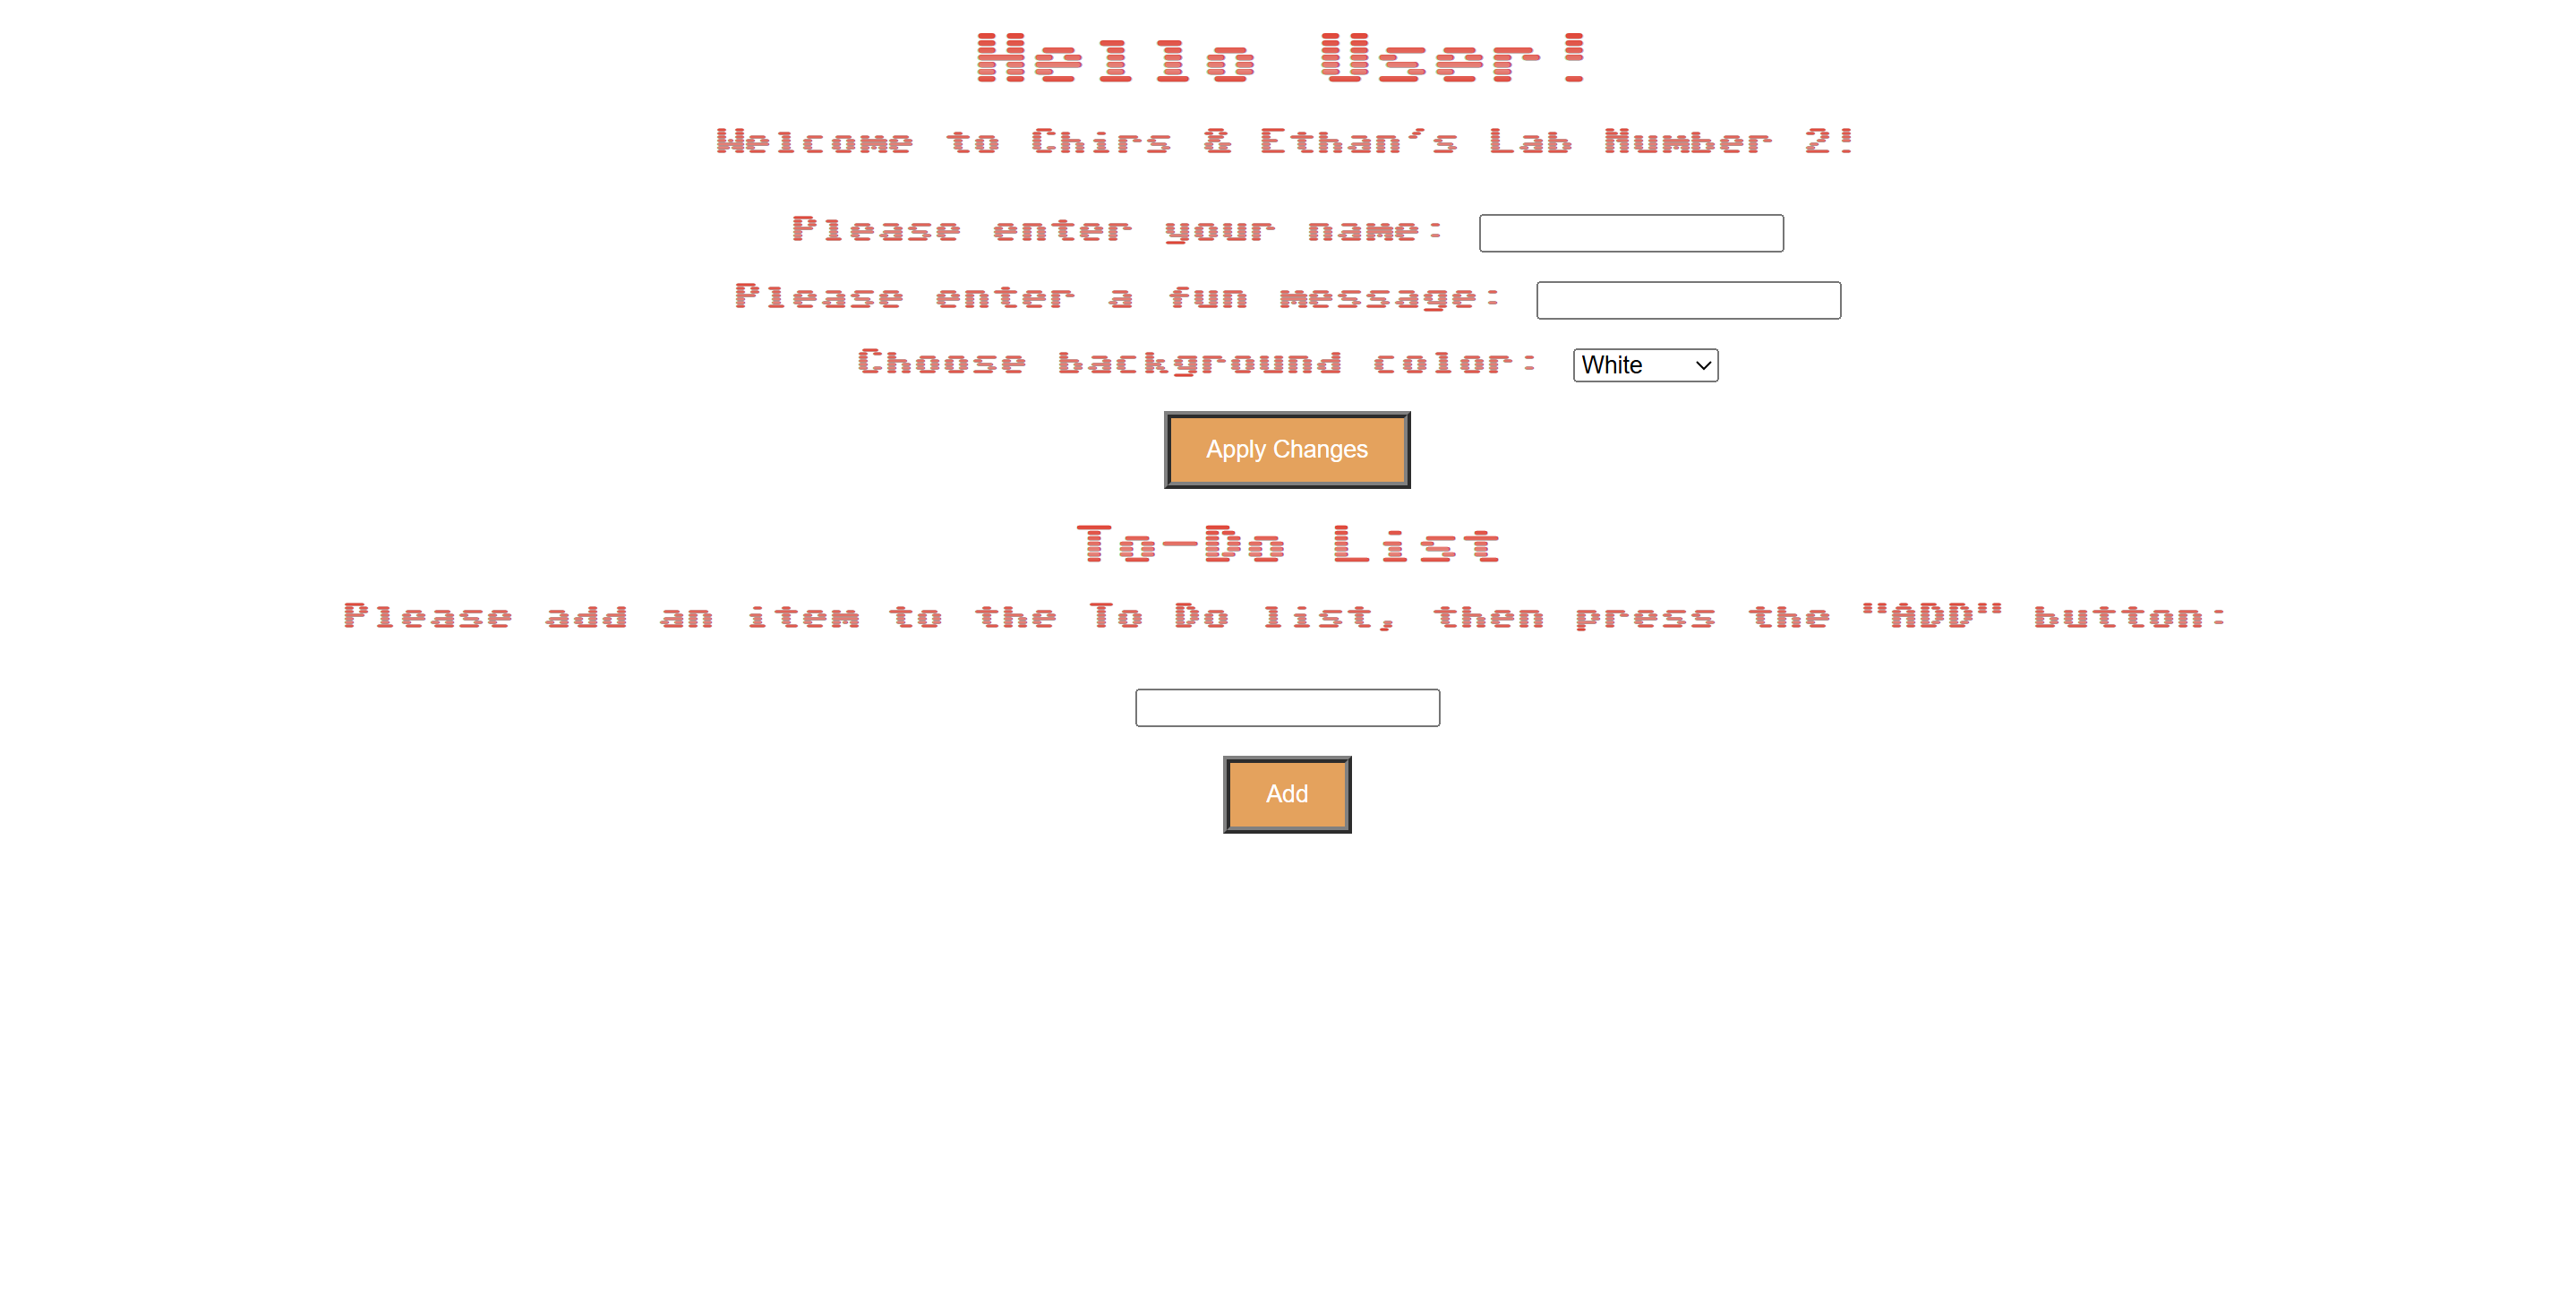 Hello User!
Welcome to Chirs & Ethan's Lab Number 2!
Please enter your name:
Please enter a fun message:
Choose background color: White
Apply Changes
To-Do List
Please add an item to the To Do list, then press the "ADD" button:
Add